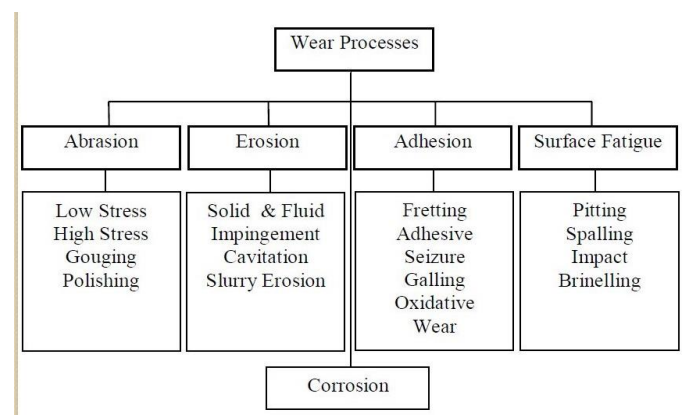 Wear Processes
Abrasion
Erosion
Adhesion
Surface Fatigue
Low Stress
High Stress
Gouging
Polishing
Solid & Fluid
Impingement
Cavitation
Slurry Erosion
Fretting
Adhesive
Seizure
Galling
Oxidative
Wear
Pitting
Spalling
Impact
Brinelling
Corrosion